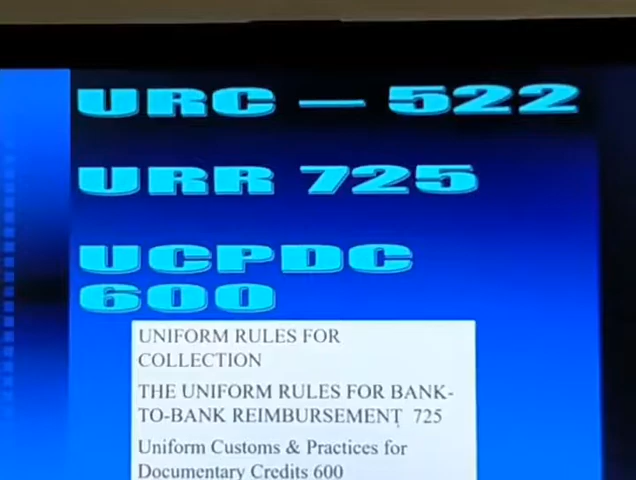 URC – 522
URR 725
UCPDC
600
UNIFORM RULES FOR
COLLECTION
THE UNIFORM RULES FOR BANK-
TO-BANK REIMBURSEMENT 725
Uniform Customs & Practices for
Documentary Credits 600